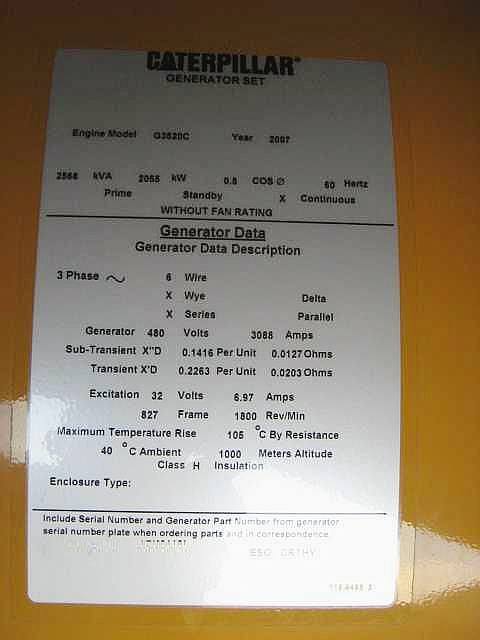 CATERPILLAR®
GENERATOR SET
Engine Model G3520C Year 2007
2566 kVA 2055 kW 0.8 COS Ø 60 Hertz
Prime Standby X Continuous
WITHOUT FAN RATING
Generator Data
Generator Data Description
3 Phase ~ 6 Wire
X Wye Delta
X Series Parallel
Generator 480 Volts 3088 Amps
Sub-Transient X"D 0.1416 Per Unit 0.0127 Ohms
Transient X'D 0.2263 Per Unit 0.0203 Ohms
Excitation 32 Volts 6.97 Amps
827 Frame 1800 Rev/Min
Maximum Temperature Rise 105 °C By Resistance
40 °C Ambient 1000 Meters Altitude
Class H Insulation
Enclosure Type:
Include Serial Number and Generator Part Number from generator
serial number plate when ordering parts and in correspondence.